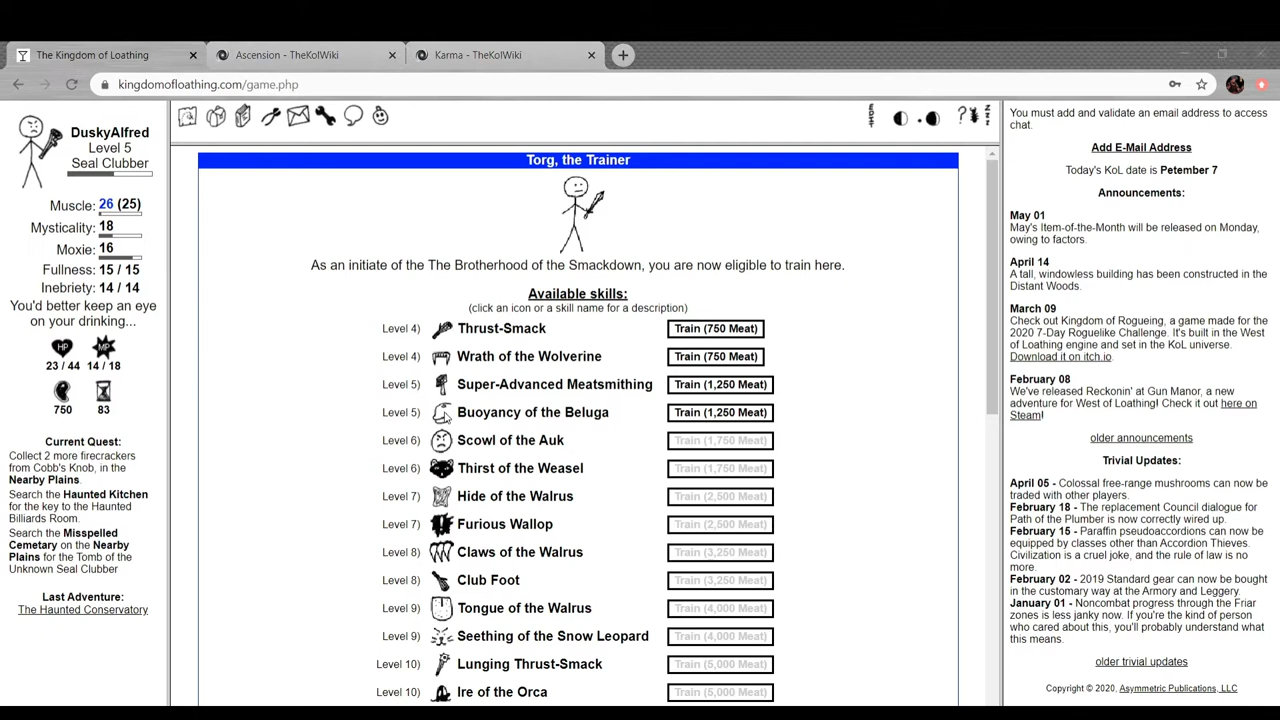 The Kingdom of Loathing
Ascension - TheKolWiki
Karma - TheKolWiki
kingdomofloathing.com/game.php
DuskyAlfred
Level 5
Seal Clubber
Muscle: 26 (25)
Mysticality: 18
Moxie: 16
Fullness: 15 / 15
Inebriety: 14 / 14
You'd better keep an eye
on your drinking...
HP MP
23 / 44 14 / 18
750 83
Current Quest:
Collect 2 more firecrackers
from Cobb's Knob, in the
Nearby Plains.
Search the Haunted Kitchen
for the key to the Haunted
Billiards Room.
Search the Misspelled
Cemetary on the Nearby
Plains for the Tomb of the
Unknown Seal Clubber
Last Adventure:
The Haunted Conservatory
Torg, the Trainer
As an initiate of the The Brotherhood of the Smackdown, you are now eligible to train here.
Available skills:
(click an icon or a skill name for a description)
Level 4) Thrust-Smack Train (750 Meat)
Level 4) Wrath of the Wolverine Train (750 Meat)
Level 5) Super-Advanced Meatsmithing Train (1,250 Meat)
Level 5) Buoyancy of the Beluga Train (1,250 Meat)
Level 6) Scowl of the Auk Train (1,750 Meat)
Level 6) Thirst of the Weasel Train (1,750 Meat)
Level 7) Hide of the Walrus Train (2,500 Meat)
Level 7) Furious Wallop Train (2,500 Meat)
Level 8) Claws of the Walrus Train (3,250 Meat)
Level 8) Club Foot Train (3,250 Meat)
Level 9) Tongue of the Walrus Train (4,000 Meat)
Level 9) Seething of the Snow Leopard Train (4,000 Meat)
Level 10) Lunging Thrust-Smack Train (5,000 Meat)
Level 10) Ire of the Orca Train (5,000 Meat)
You must add and validate an email address to access
chat.
Add E-Mail Address
Today's KoL date is Petember 7
Announcements:
May 01
May's Item-of-the-Month will be released on Monday,
owing to factors.
April 14
A tall, windowless building has been constructed in the
Distant Woods.
March 09
Check out Kingdom of Rogueing, a game made for the
2020 7-Day Roguelike Challenge. It's built in the West
of Loathing engine and set in the KoL universe.
Download it on itch.io.
February 08
We've released Reckonin' at Gun Manor, a new
adventure for West of Loathing! Check it out here on
Steam!
older announcements
Trivial Updates:
April 05 - Colossal free-range mushrooms can now be
traded with other players.
February 18 - The replacement Council dialogue for
Path of the Plumber is now correctly wired up.
February 15 - Paraffin pseudoaccordions can now be
equipped by classes other than Accordion Thieves.
Civilization is a cruel joke, and the rule of law is no
more.
February 02 - 2019 Standard gear can now be bought
in the customary way at the Armory and Leggery.
January 01 - Noncombat progress through the Friar
zones is less janky now. If you're the kind of person
who cared about this, you'll probably understand what
this means.
older trivial updates
Copyright © 2020, Asymmetric Publications, LLC